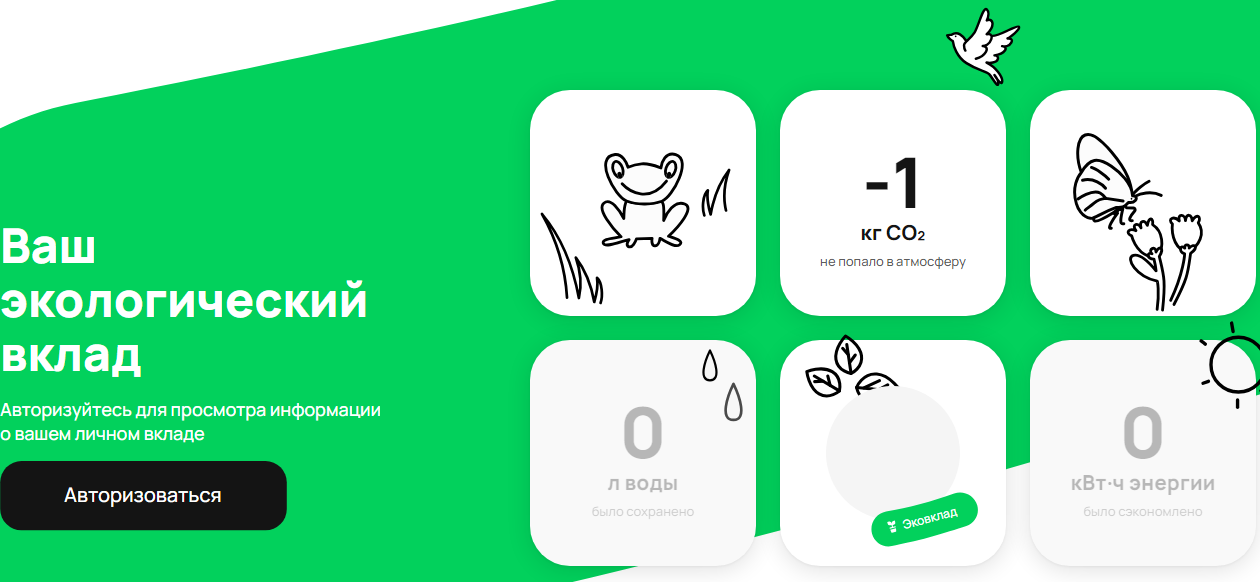 Ваш
экологический
вклад
Авторизуйтесь для просмотра информации
о вашем личном вкладе
Авторизоваться
-1
кг CO₂
не попало в атмосферу
0
л воды
было сохранено
Эковклад
0
кВт·ч энергии
было сэкономлено